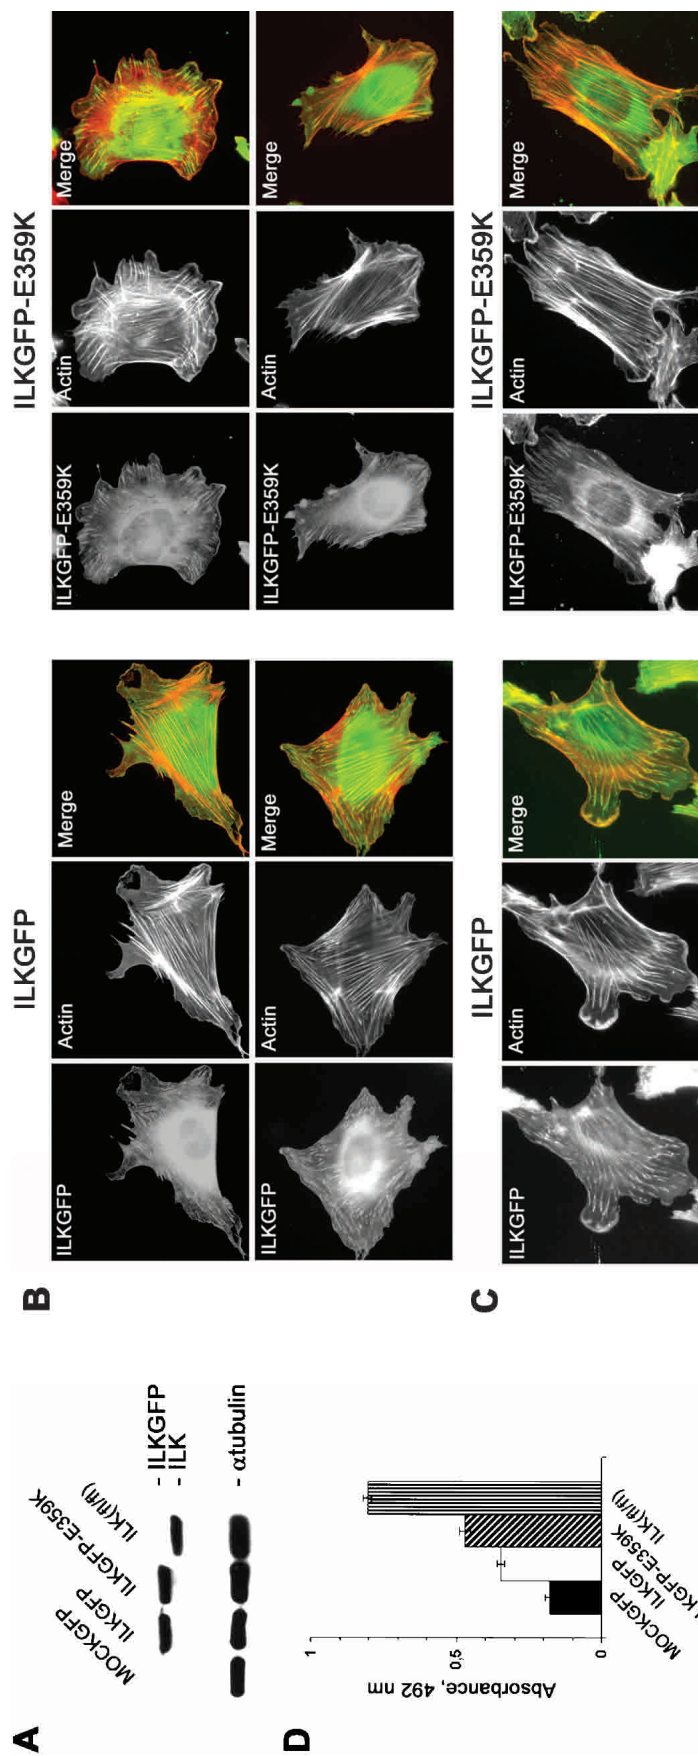 A
MOCKGFP
ILKGFP
ILKGFP-E359K
ILK(fl/fl)
- ILKGFP
- ILK
- αtubulin
B
ILKGFP
ILKGFP
Actin
Merge
ILKGFP
Actin
Merge
ILKGFP-E359K
ILKGFP-E359K
Actin
Merge
ILKGFP-E359K
Actin
Merge
C
ILKGFP
ILKGFP
Actin
Merge
ILKGFP-E359K
ILKGFP-E359K
Actin
Merge
D
Absorbance, 492 nm
1
0.5
0
MOCKGFP
ILKGFP
ILKGFP-E359K
ILK(fl/fl)